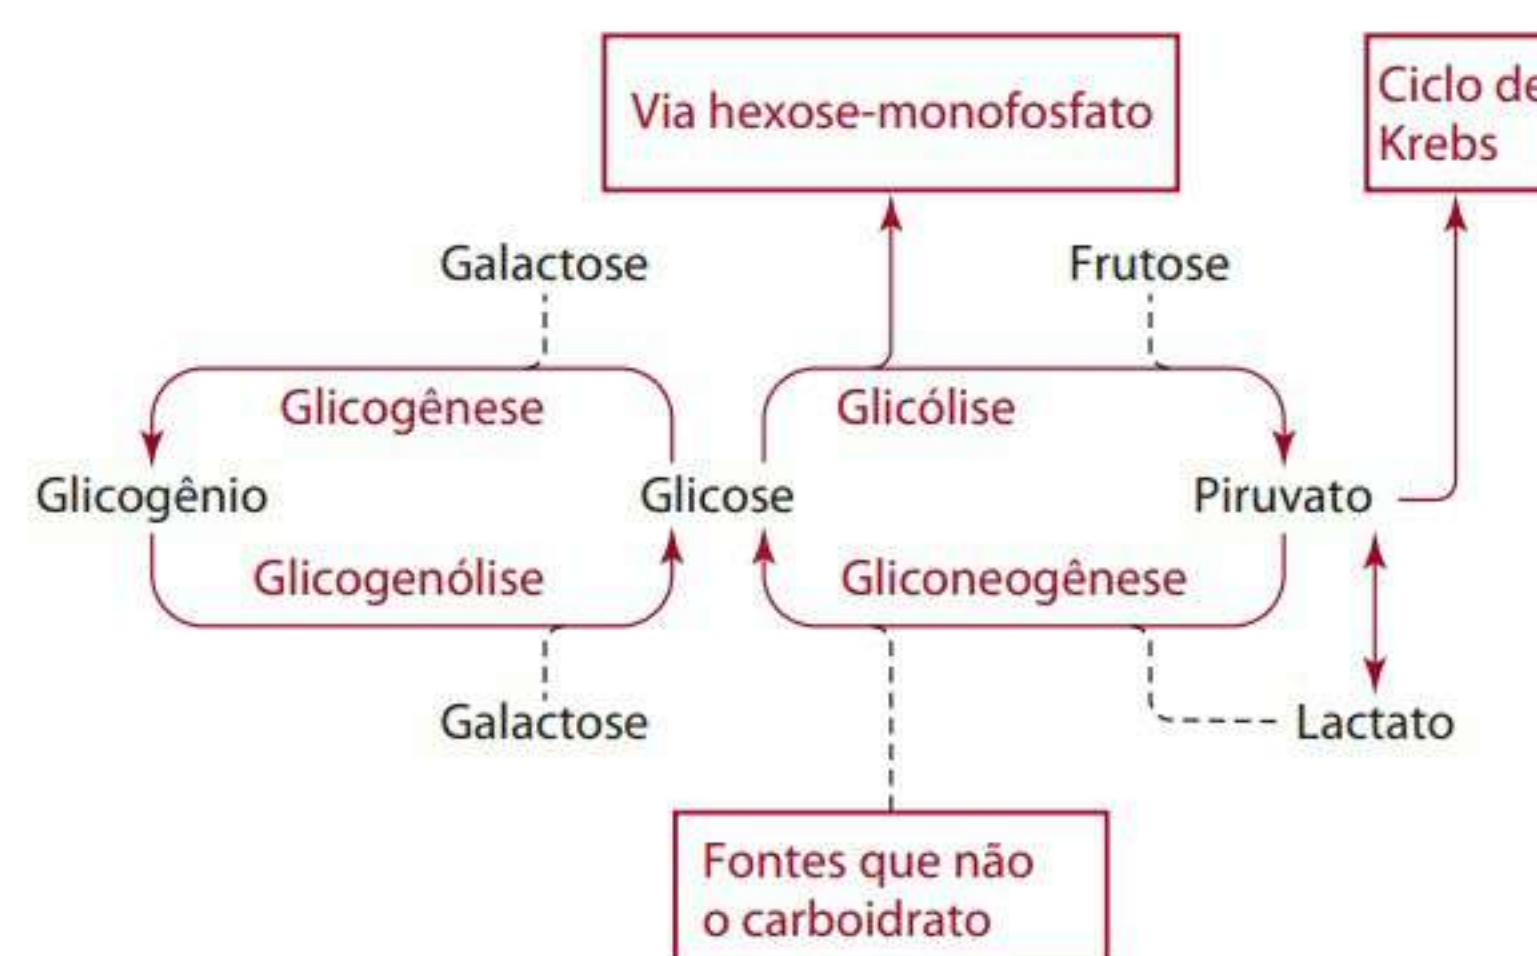 Via hexose-monofosfato
Ciclo de
Krebs
Galactose
Frutose
Glicogênese
Glicólise
Glicogênio
Glicose
Piruvato
Glicogenólise
Gliconeogênese
Galactose
Lactato
Fontes que não
o carboidrato